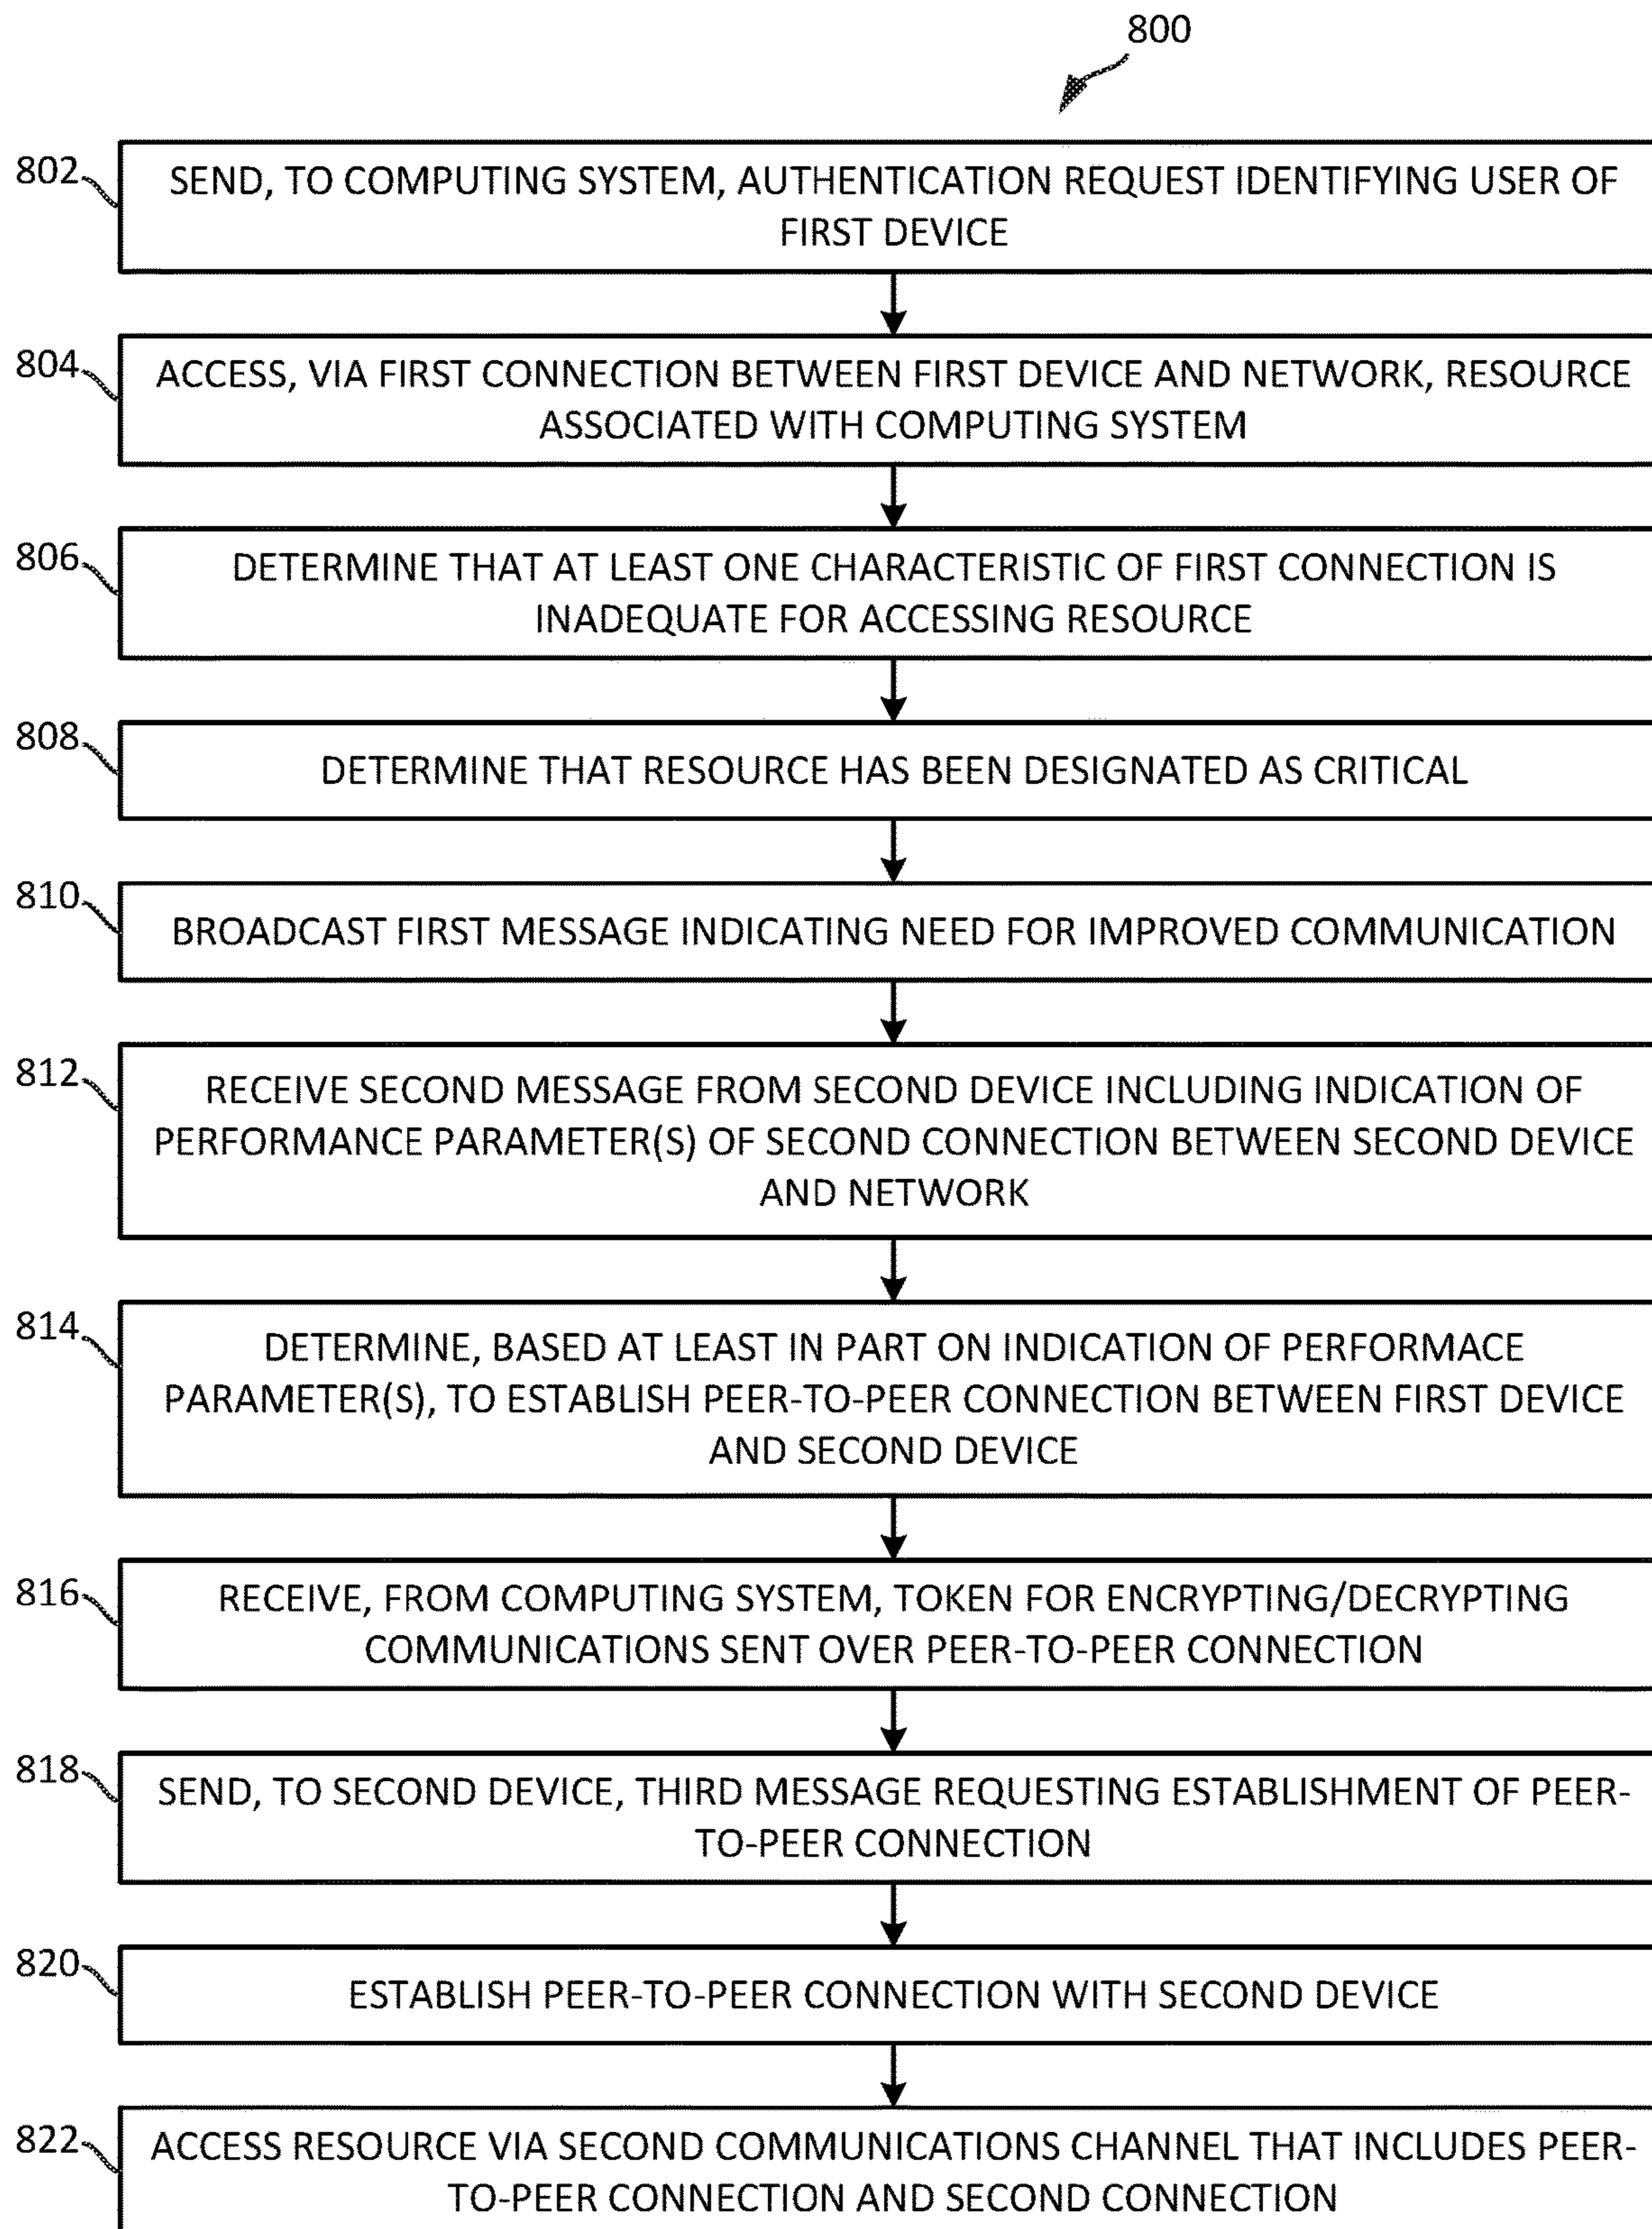 800
802
SEND, TO COMPUTING SYSTEM, AUTHENTICATION REQUEST IDENTIFYING USER OF
FIRST DEVICE
804
ACCESS, VIA FIRST CONNECTION BETWEEN FIRST DEVICE AND NETWORK, RESOURCE
ASSOCIATED WITH COMPUTING SYSTEM
806
DETERMINE THAT AT LEAST ONE CHARACTERISTIC OF FIRST CONNECTION IS
INADEQUATE FOR ACCESSING RESOURCE
808
DETERMINE THAT RESOURCE HAS BEEN DESIGNATED AS CRITICAL
810
BROADCAST FIRST MESSAGE INDICATING NEED FOR IMPROVED COMMUNICATION
812
RECEIVE SECOND MESSAGE FROM SECOND DEVICE INCLUDING INDICATION OF
PERFORMANCE PARAMETER(S) OF SECOND CONNECTION BETWEEN SECOND DEVICE
AND NETWORK
814
DETERMINE, BASED AT LEAST IN PART ON INDICATION OF PERFORMACE
PARAMETER(S), TO ESTABLISH PEER-TO-PEER CONNECTION BETWEEN FIRST DEVICE
AND SECOND DEVICE
816
RECEIVE, FROM COMPUTING SYSTEM, TOKEN FOR ENCRYPTING/DECRYPTING
COMMUNICATIONS SENT OVER PEER-TO-PEER CONNECTION
818
SEND, TO SECOND DEVICE, THIRD MESSAGE REQUESTING ESTABLISHMENT OF PEER-
TO-PEER CONNECTION
820
ESTABLISH PEER-TO-PEER CONNECTION WITH SECOND DEVICE
822
ACCESS RESOURCE VIA SECOND COMMUNICATIONS CHANNEL THAT INCLUDES PEER-
TO-PEER CONNECTION AND SECOND CONNECTION